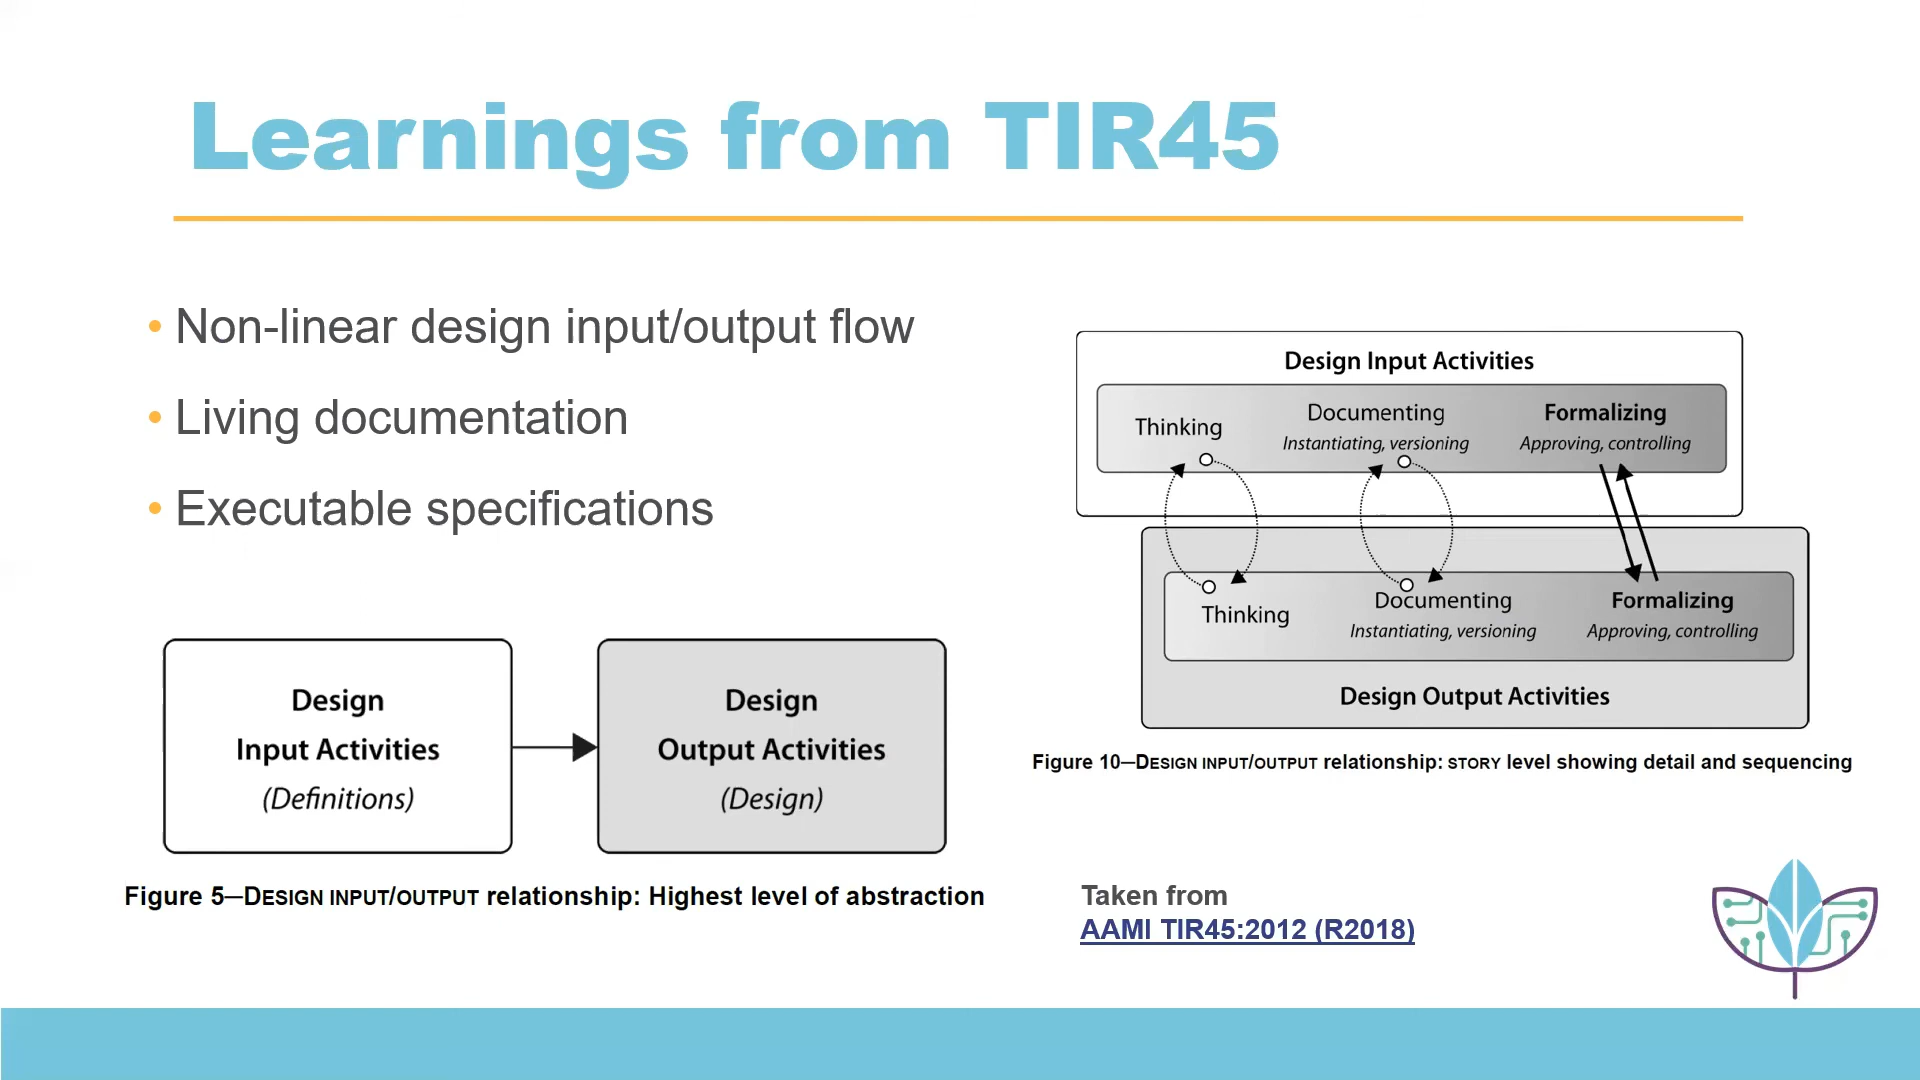 Learnings from TIR45
• Non-linear design input/output flow
• Living documentation
• Executable specifications
Design
Input Activities
(Definitions)
Design
Output Activities
(Design)
Figure 5—DESIGN INPUT/OUTPUT relationship: Highest level of abstraction
Design Input Activities
Thinking
Documenting
Instantiating, versioning
Formalizing
Approving, controlling
Thinking
Documenting
Instantiating, versioning
Formalizing
Approving, controlling
Design Output Activities
Figure 10—DESIGN INPUT/OUTPUT relationship: STORY level showing detail and sequencing
Taken from
AAMI TIR45:2012 (R2018)